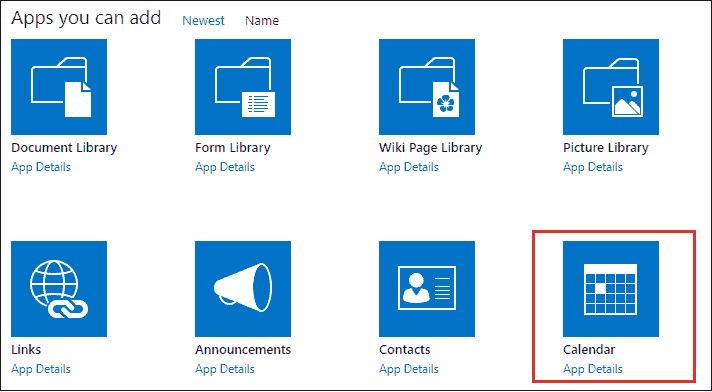 Apps you can add Newest Name
Document Library Form Library Wiki Page Library Picture Library
App Details App Details App Details App Details
Links Announcements Contacts Calendar
App Details App Details App Details App Details